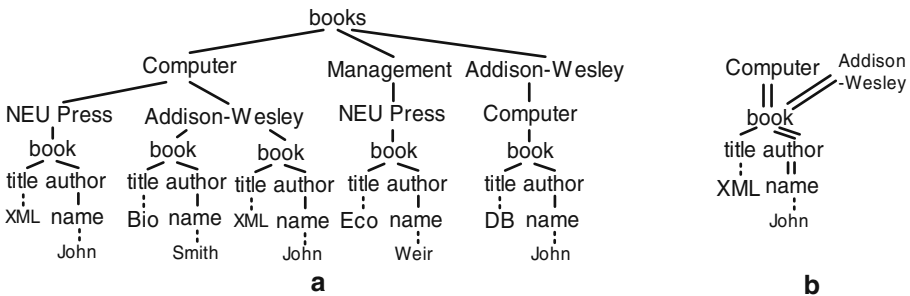 books
Computer Management Addison-Wesley
NEU Press Addison-Wesley NEU Press Computer
book book book book book
title author title author title author title author title author
XML name Bio name XML name Eco name DB name
John Smith John Weir John
a
Computer Addison
-Wesley
book
title author
XML name
John
b